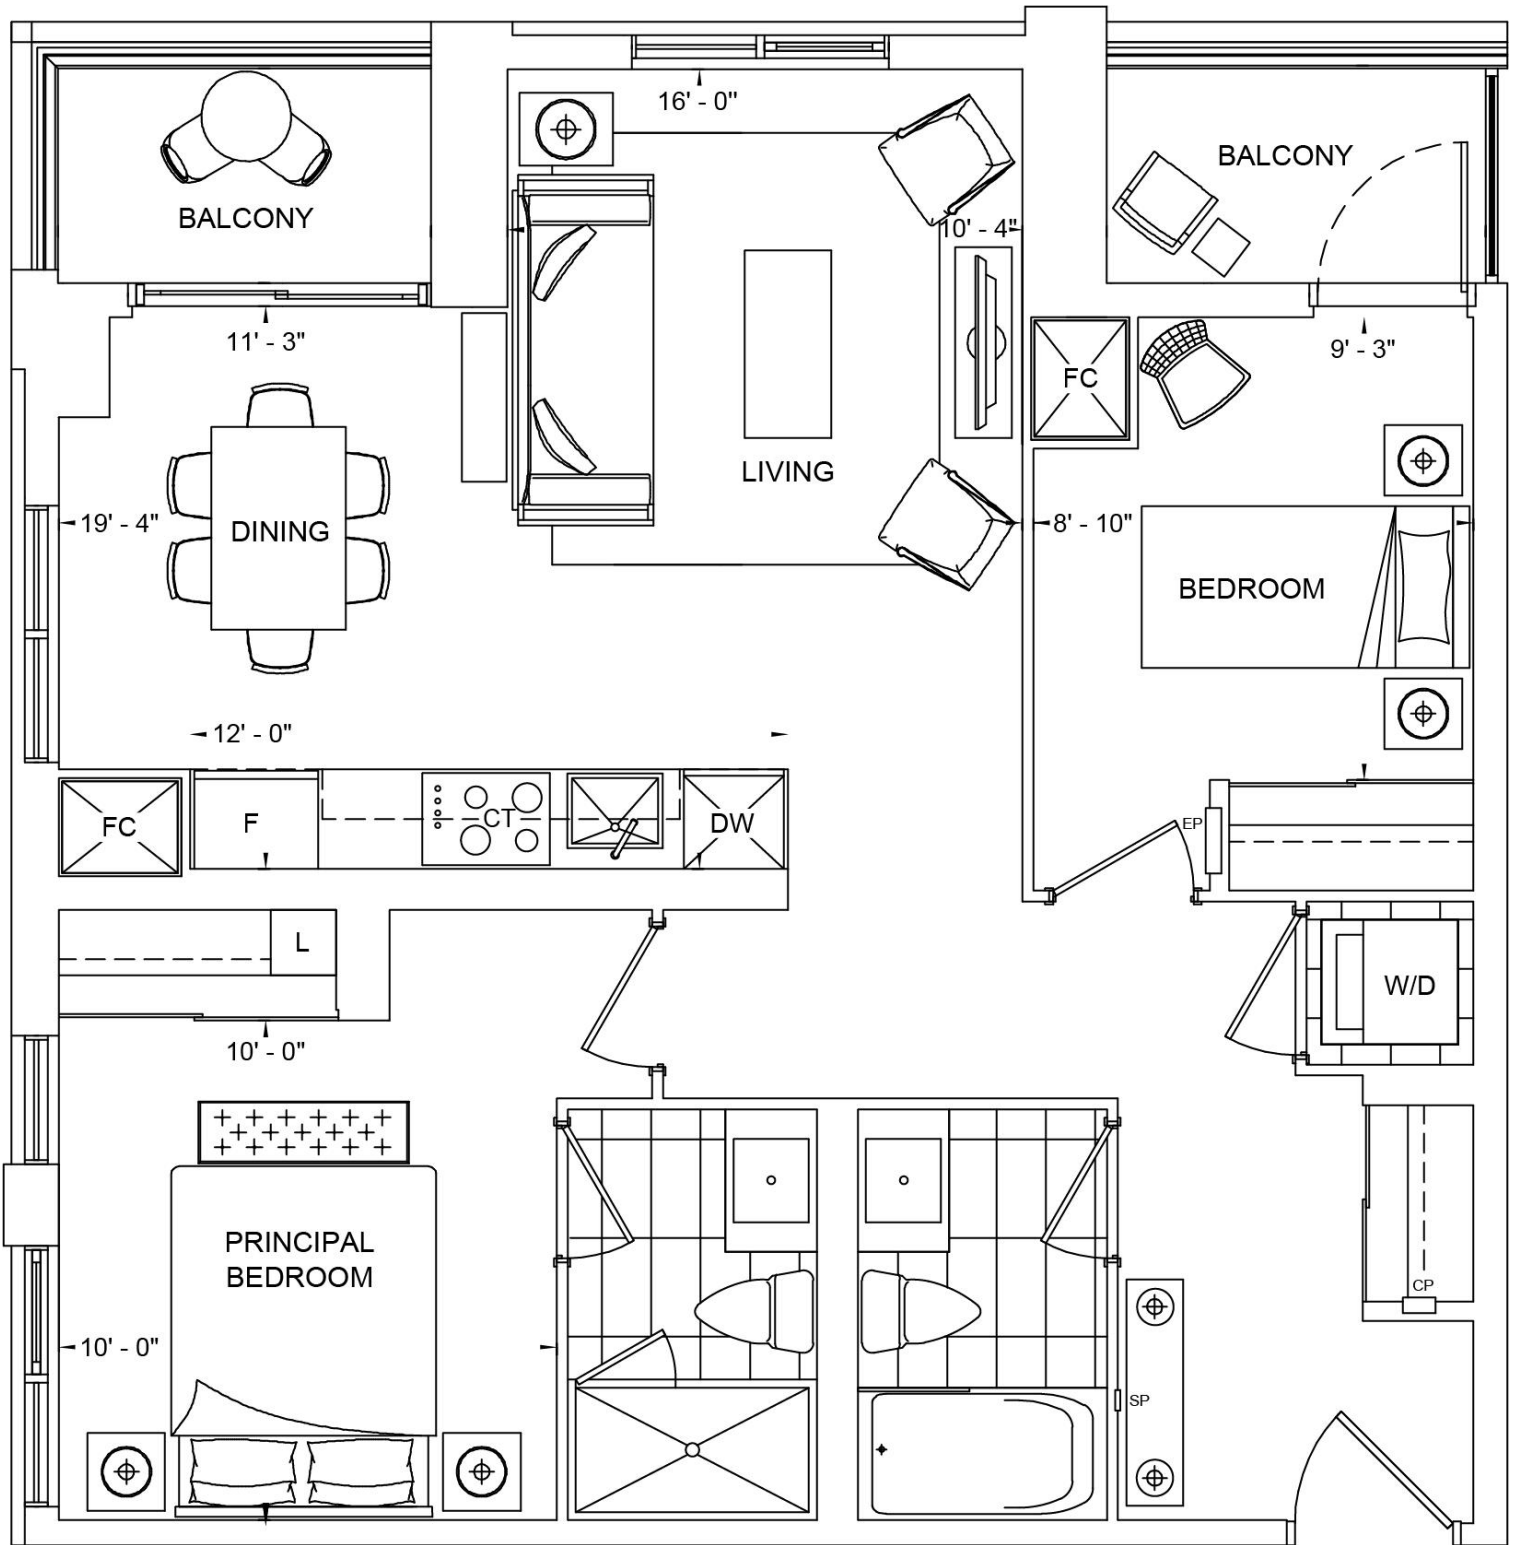 16' - 0"
BALCONY
BALCONY
10' - 4"
11' - 3"
9' - 3"
FC
LIVING
19' - 4"
DINING
8' - 10"
BEDROOM
12' - 0"
FC
F
CT
DW
EP
L
W/D
10' - 0"
PRINCIPAL
BEDROOM
CP
10' - 0"
SP